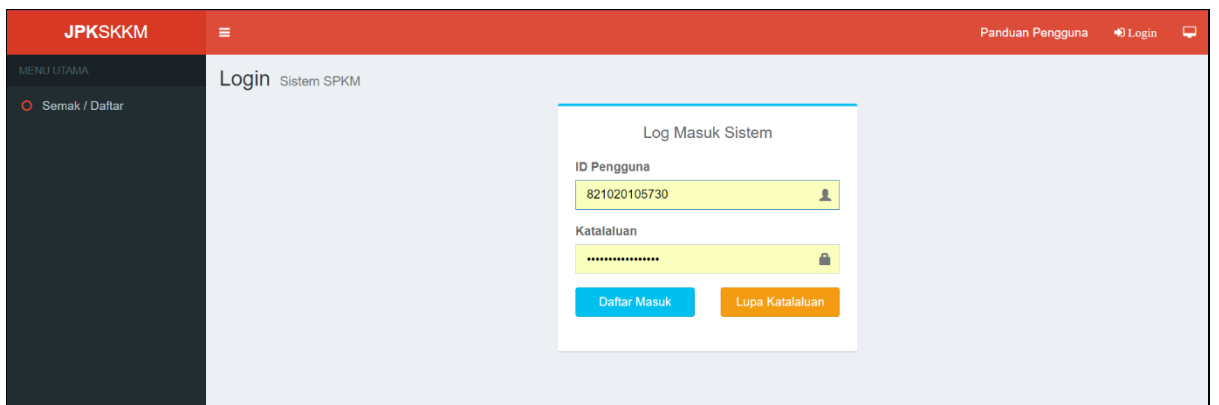 JPKSKKM
Panduan Pengguna Login
MENU UTAMA
Semak / Daftar
Login Sistem SPKM
Log Masuk Sistem
ID Pengguna
821020105730
Katalaluan
•••••••••••••••••
Daftar Masuk Lupa Katalaluan